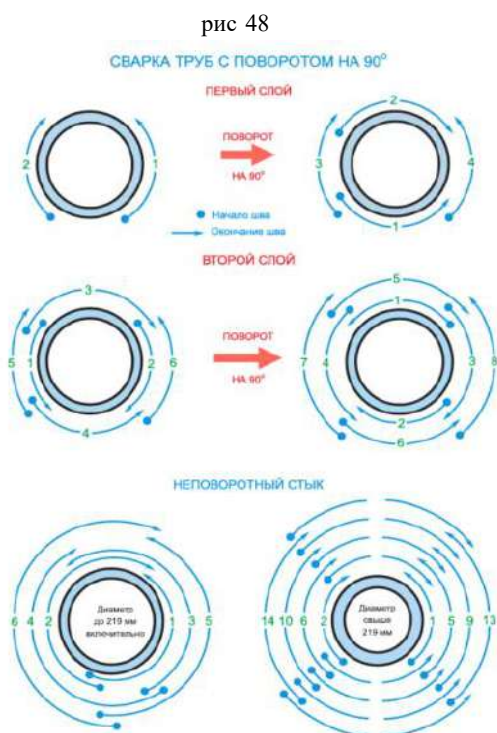 рис 48
СВАРКА ТРУБ С ПОВОРОТОМ НА 90°
ПЕРВЫЙ СЛОЙ
2 1
ПОВОРОТ
НА 90°
2
3 4
1
Начало шва
Окончание шва
ВТОРОЙ СЛОЙ
3
5 1 2 6
4
ПОВОРОТ
НА 90°
5
1
7 4 3 8
2
6
НЕПОВОРОТНЫЙ СТЫК
6 4 2
Диаметр
до 219 мм
включительно
1 3 5
14 10 6 2
Диаметр
свыше
219 мм
1 5 9 13